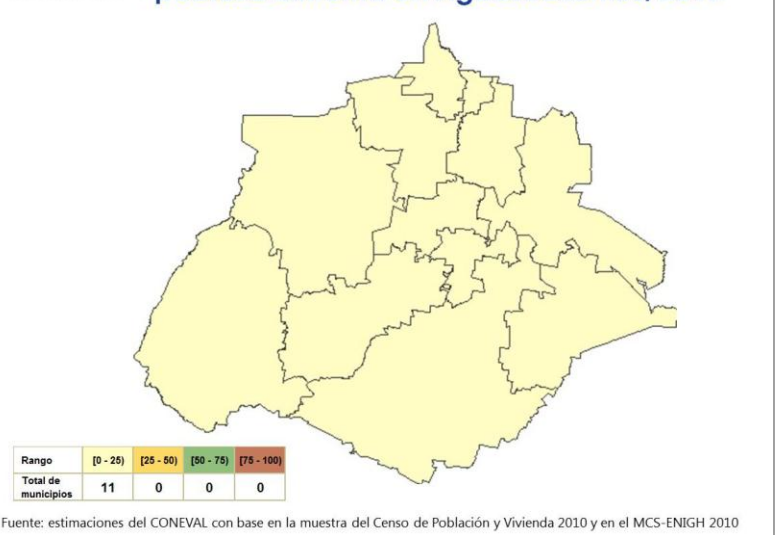 Rango [0 - 25) [25 - 50) [50 - 75) [75 - 100)
Total de
municipios 11 0 0 0
Fuente: estimaciones del CONEVAL con base en la muestra del Censo de Población y Vivienda 2010 y en el MCS-ENIGH 2010